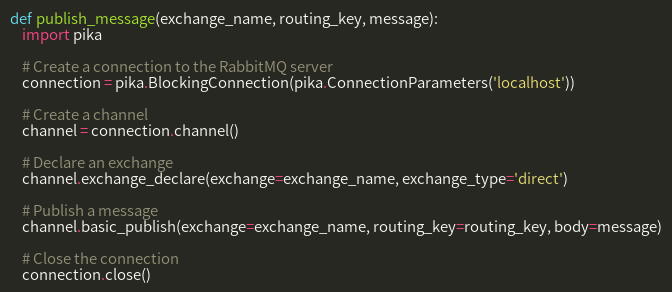 def publish_message(exchange_name, routing_key, message):
import pika
# Create a connection to the RabbitMQ server
connection = pika.BlockingConnection(pika.ConnectionParameters('localhost'))
# Create a channel
channel = connection.channel()
# Declare an exchange
channel.exchange_declare(exchange=exchange_name, exchange_type='direct')
# Publish a message
channel.basic_publish(exchange=exchange_name, routing_key=routing_key, body=message)
# Close the connection
connection.close()